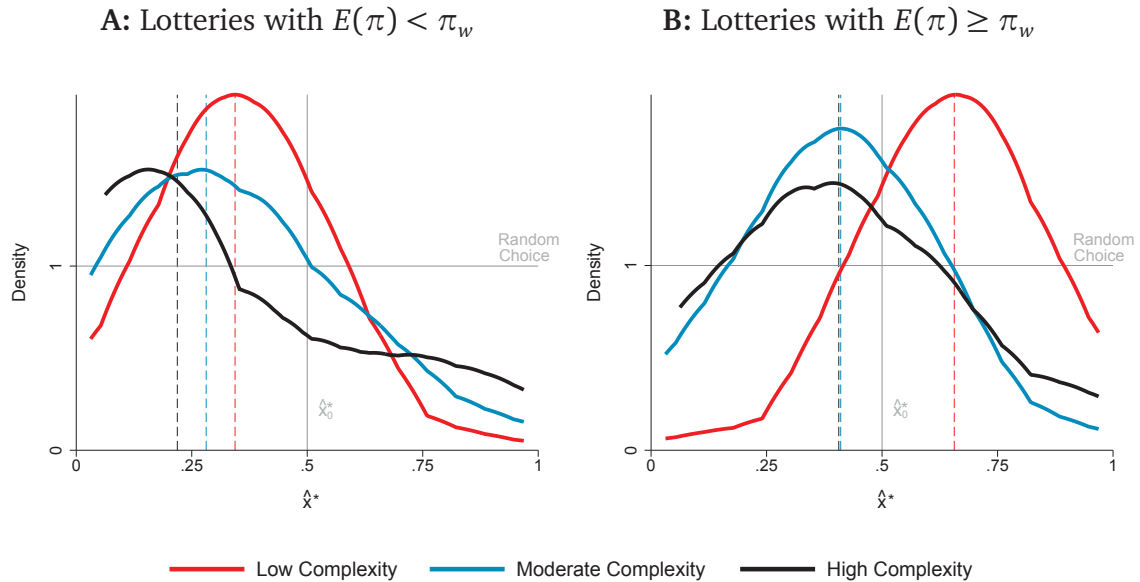 A: Lotteries with E(π) < π_w
Density
1
0
Random
Choice
x̂*₀
0
.25
.5
.75
1
x̂*
B: Lotteries with E(π) ≥ π_w
Density
1
0
Random
Choice
x̂*₀
0
.25
.5
.75
1
x̂*
Low Complexity
Moderate Complexity
High Complexity